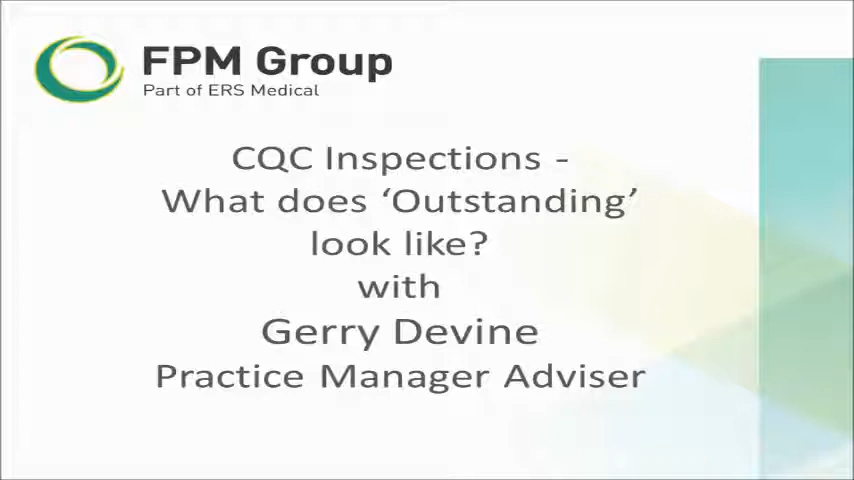 FPM Group
Part of ERS Medical
CQC Inspections -
What does ‘Outstanding’
look like?
with
Gerry Devine
Practice Manager Adviser